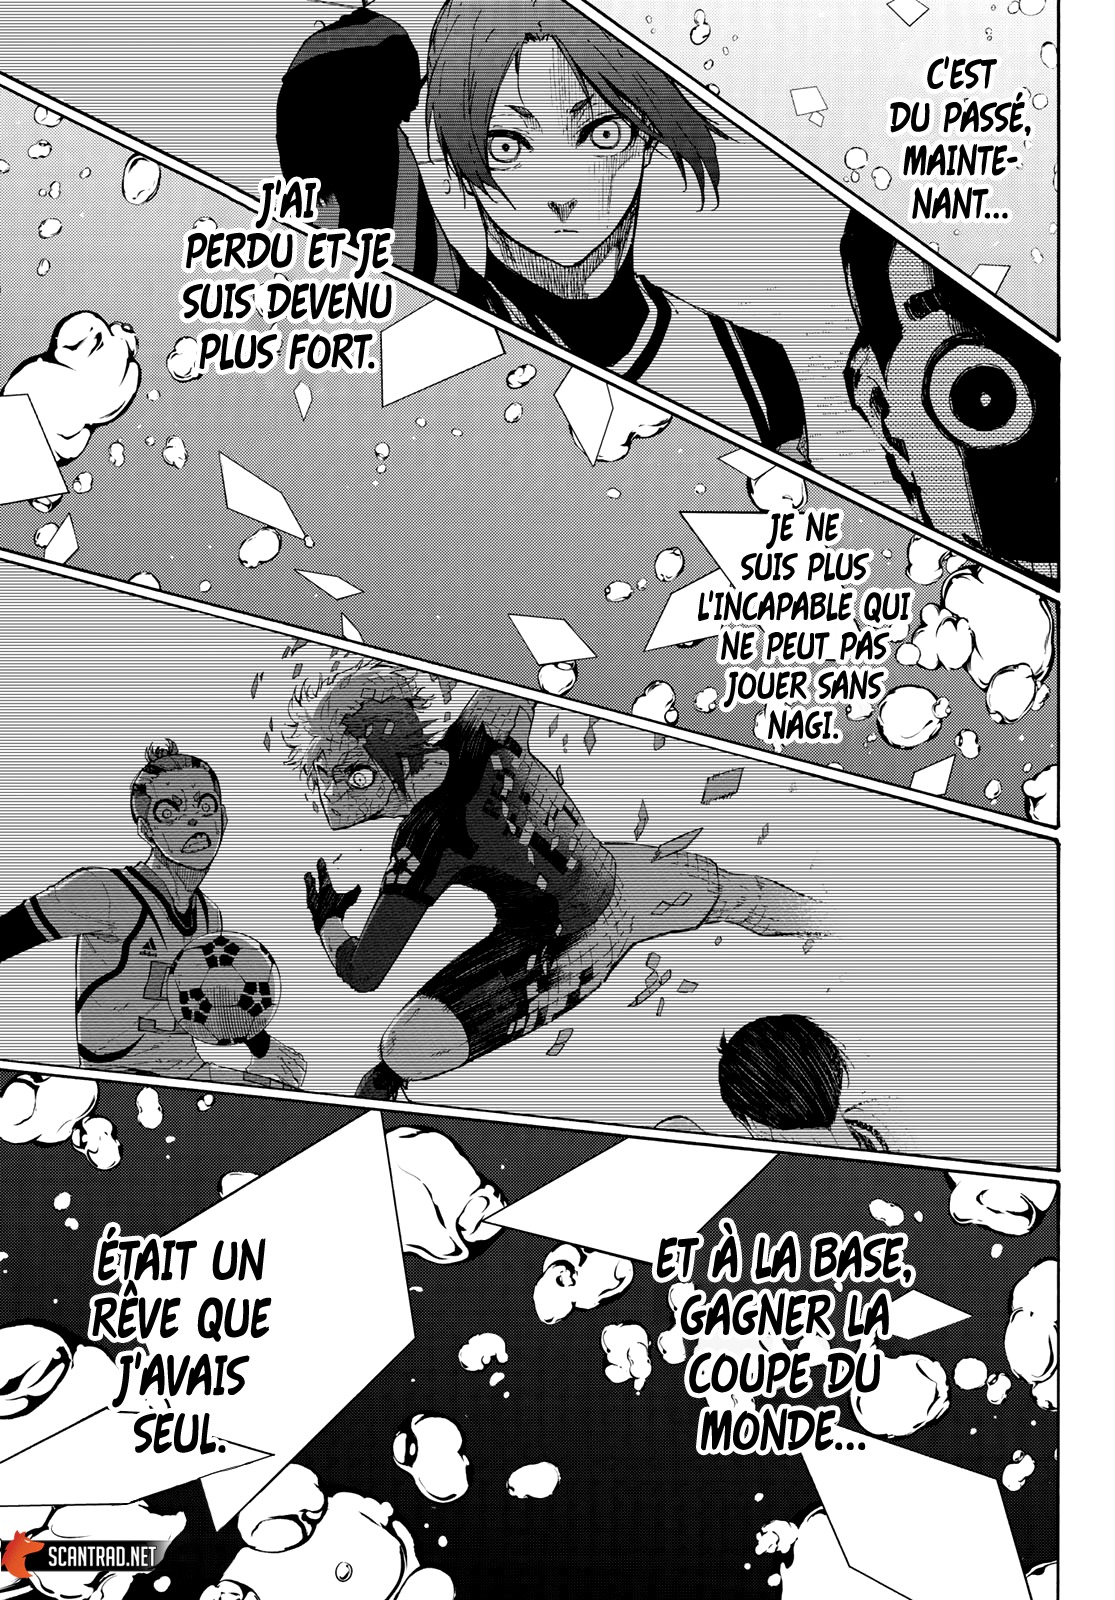 C'EST
DU PASSÉ,
MAINTE-
NANT...
J'AI
PERDU ET JE
SUIS DEVENU
PLUS FORT.
JE NE
SUIS PLUS
L'INCAPABLE QUI
NE PEUT PAS
JOUER SANS
NAGI.
ET À LA BASE,
GAGNER LA
COUPE DU
MONDE...
ÉTAIT UN
RÊVE QUE
J'AVAIS
SEUL.
SCANTRAD.NET